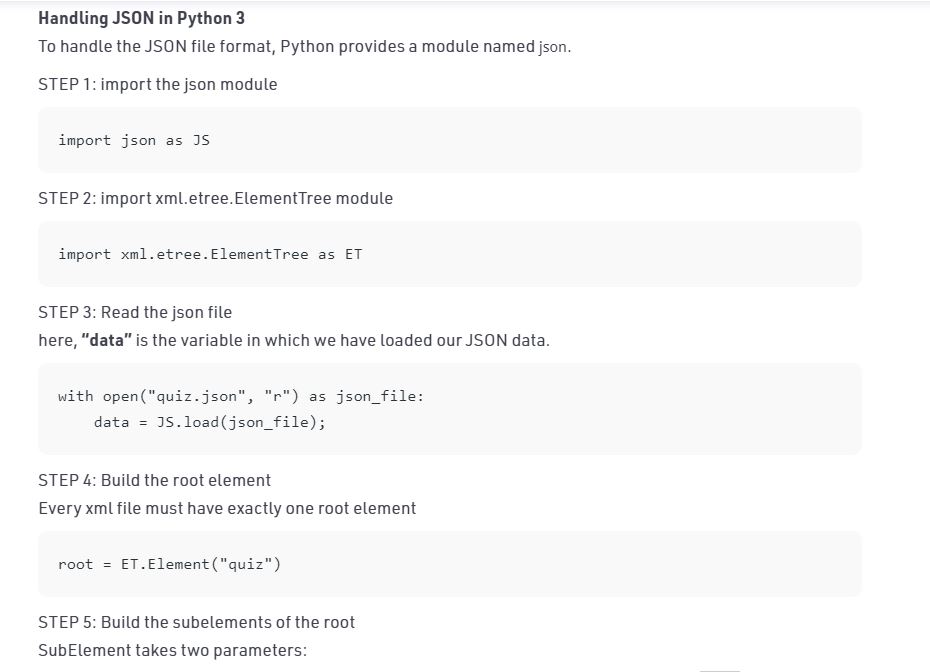 Handling JSON in Python 3
To handle the JSON file format, Python provides a module named json.
STEP 1: import the json module
import json as JS
STEP 2: import xml.etree.ElementTree module
import xml.etree.ElementTree as ET
STEP 3: Read the json file
here, “data” is the variable in which we have loaded our JSON data.
with open("quiz.json", "r") as json_file:
    data = JS.load(json_file);
STEP 4: Build the root element
Every xml file must have exactly one root element
root = ET.Element("quiz")
STEP 5: Build the subelements of the root
SubElement takes two parameters: